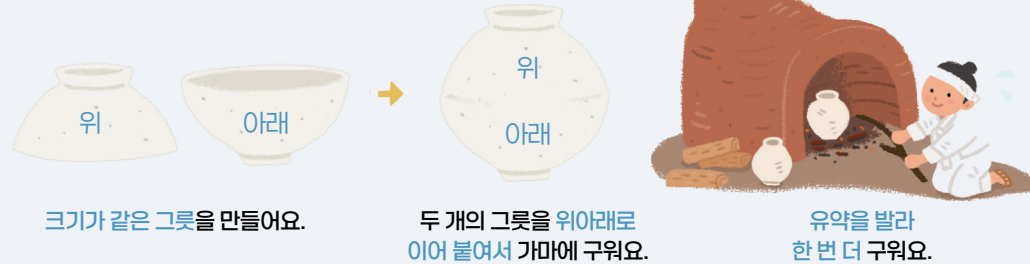 위
아래
위
아래
크기가 같은 그릇을 만들어요.
두 개의 그릇을 위아래로
이어 붙여서 가마에 구워요.
유약을 발라
한 번 더 구워요.